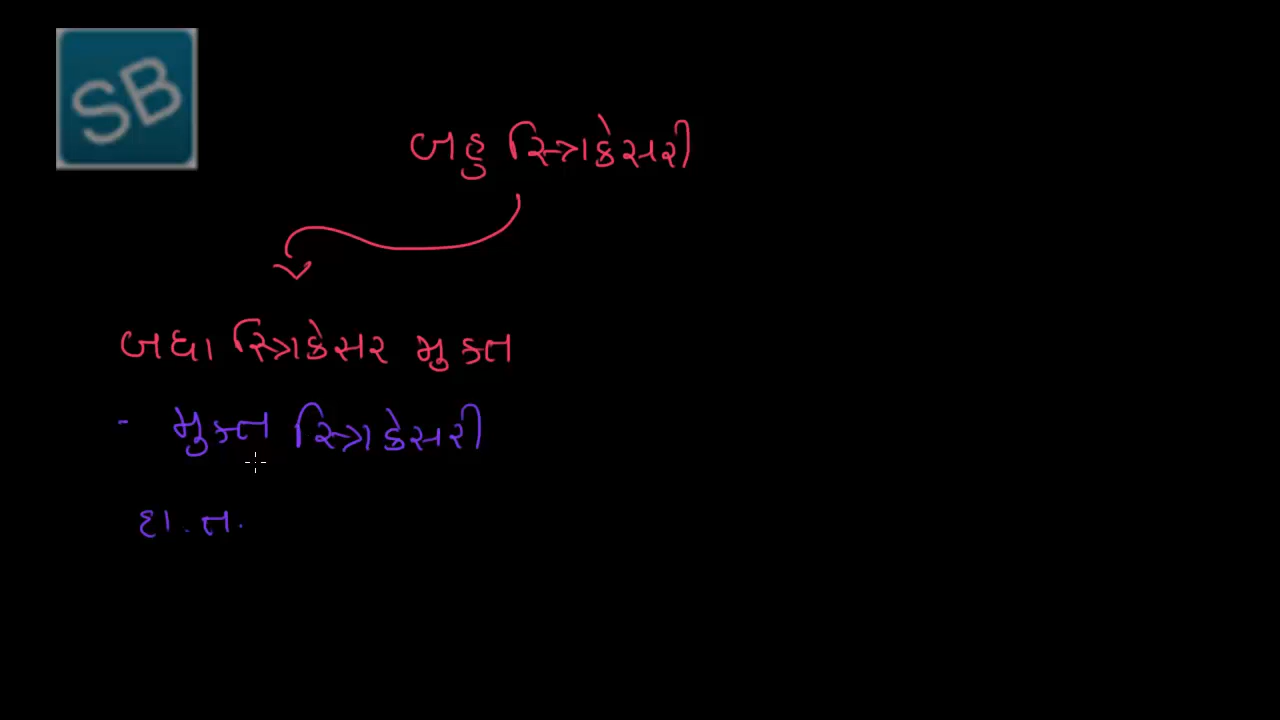 SB
બહુ સ્ત્રિકેસરી
બધા સ્ત્રિકેસર મુક્ત
- મુક્ત સ્ત્રિકેસરી
દા.ત.